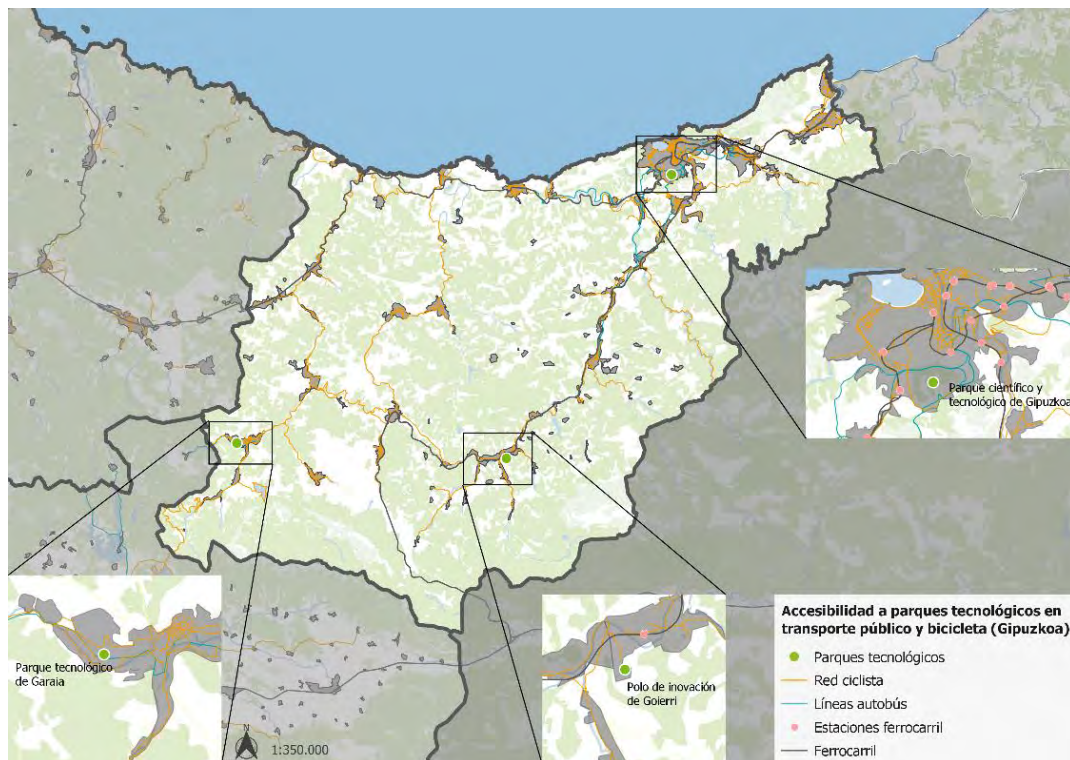 Parque científico y
tecnológico de Gipuzkoa
Parque tecnológico
de Garaia
Polo de inovación
de Goierri
N
1:350.000
Accesibilidad a parques tecnológicos en
transporte público y bicicleta (Gipuzkoa)
Parques tecnológicos
Red ciclista
Líneas autobús
Estaciones ferrocarril
Ferrocarril